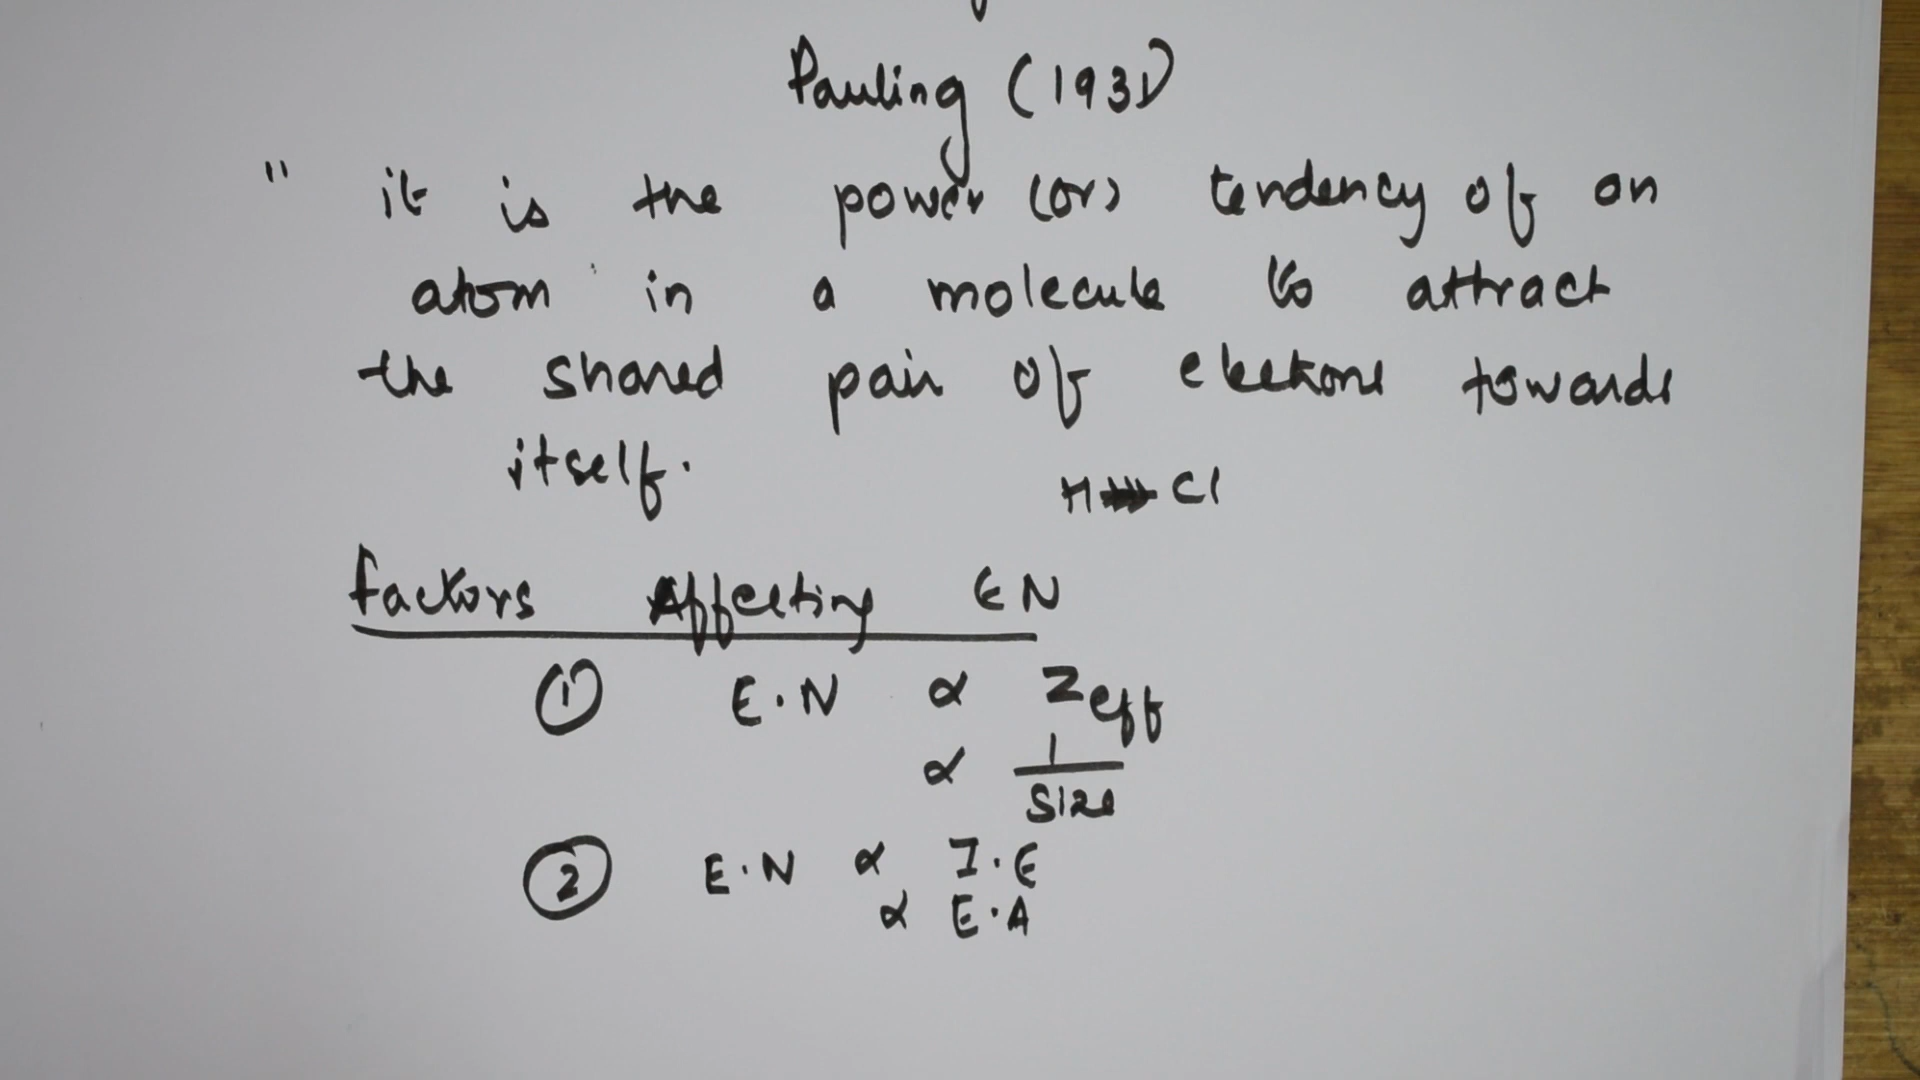 Pauling (1931)
" it is the power (or) tendency of an
atom in a molecule to attract
the shared pair of electrons towards
itself.
H Cl
Factors Affecting EN
① E.N α Zeff
α 1/Size
② E.N α I.E
α E.A